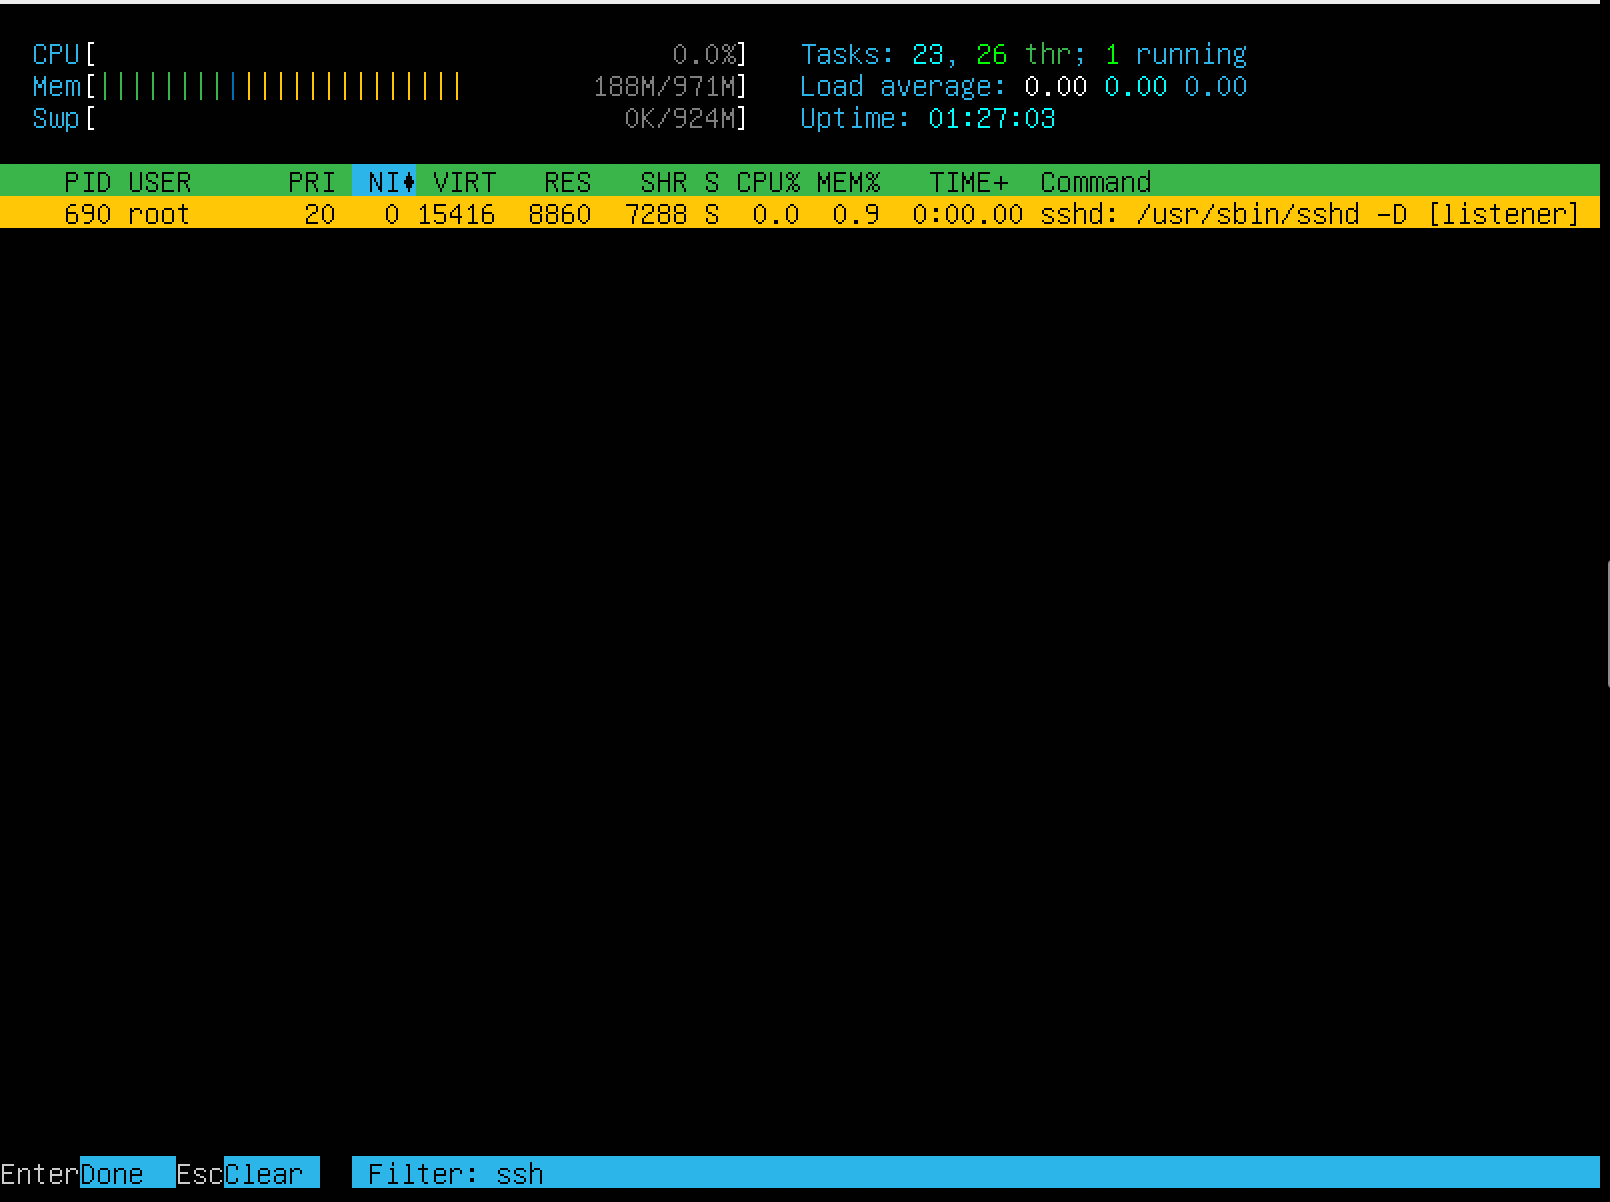 CPU[ 0.0%] Tasks: 23, 26 thr; 1 running
Mem[||||||||||||||||||||||| 188M/971M] Load average: 0.00 0.00 0.00
Swp[ 0K/924M] Uptime: 01:27:03
PID USER PRI NI VIRT RES SHR S CPU% MEM% TIME+ Command
690 root 20 0 15416 8860 7288 S 0.0 0.9 0:00.00 sshd: /usr/sbin/sshd -D [listener]
EnterDone EscClear Filter: ssh